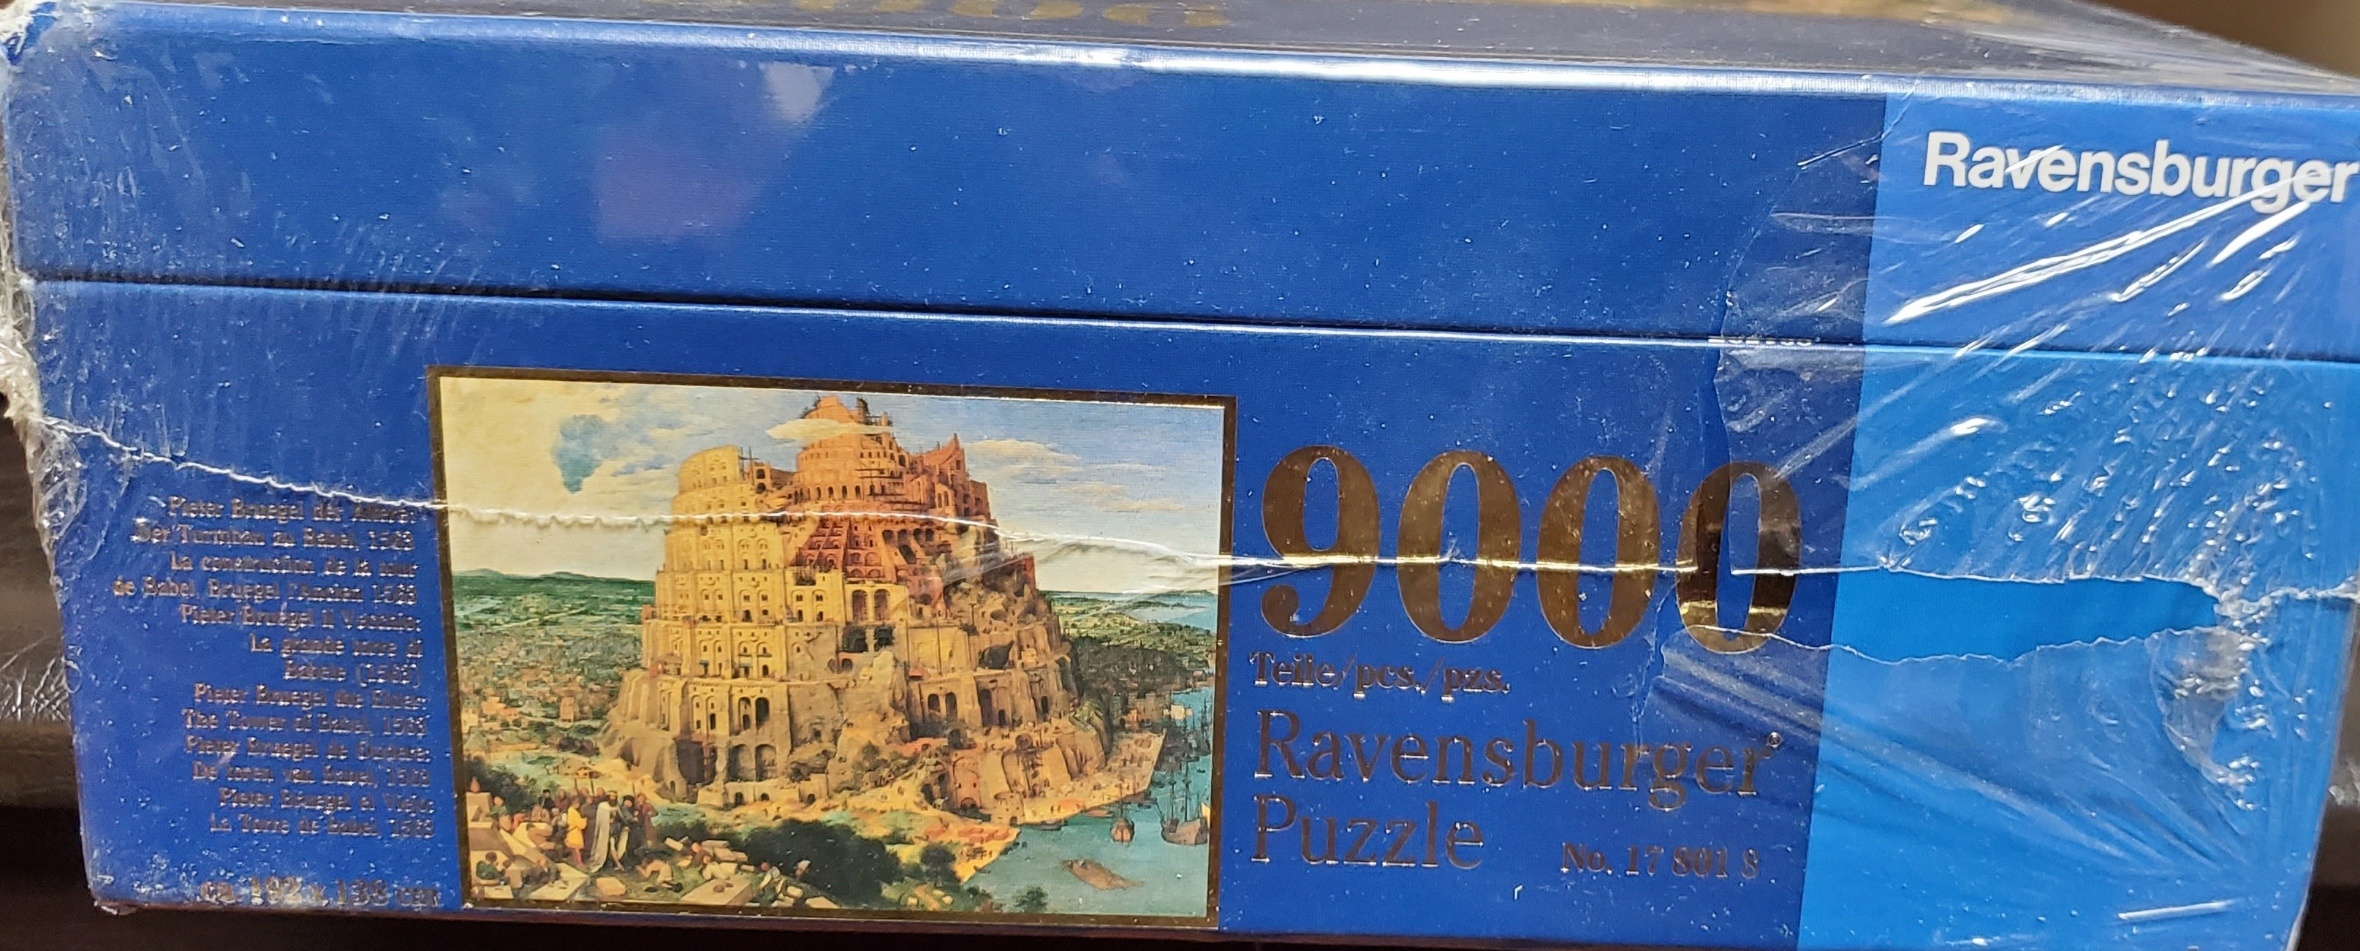 Ravensburger
Pieter Bruegel der Ältere:
Der Turmbau zu Babel, 1563
La construction de la tour
de Babel, Bruegel l'Ancien 1563
Pieter Bruegel il Vecchio:
La grande torre di
Babele (1563)
Pieter Bruegel the Elder:
The Tower of Babel, 1563
Pieter Bruegel de Oudere:
De toren van Babel, 1563
Pieter Bruegel el Viejo:
La Torre de Babel, 1563
ca. 192 x 138 cm
9000
Teile/pcs./pzs.
Ravensburger®
Puzzle
No. 17 801 8